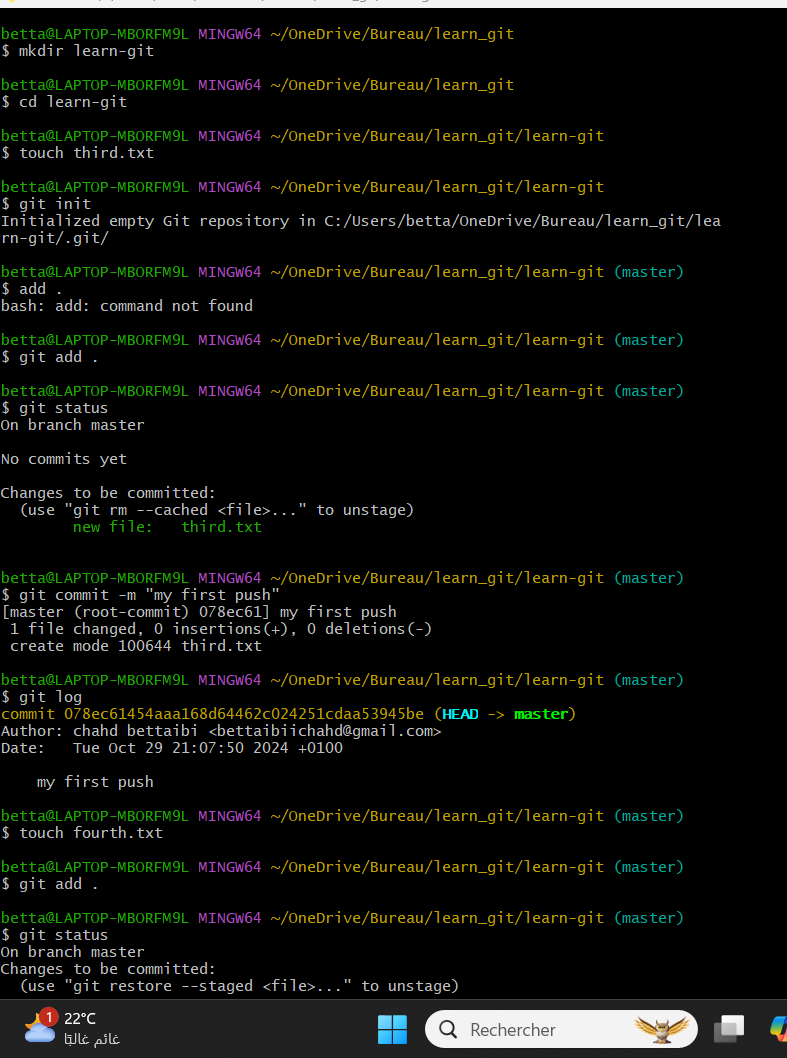 betta@LAPTOP-MBORFM9L MINGW64 ~/OneDrive/Bureau/learn_git
$ mkdir learn-git
betta@LAPTOP-MBORFM9L MINGW64 ~/OneDrive/Bureau/learn_git
$ cd learn-git
betta@LAPTOP-MBORFM9L MINGW64 ~/OneDrive/Bureau/learn_git/learn-git
$ touch third.txt
betta@LAPTOP-MBORFM9L MINGW64 ~/OneDrive/Bureau/learn_git/learn-git
$ git init
Initialized empty Git repository in C:/Users/betta/OneDrive/Bureau/learn_git/lea
rn-git/.git/
betta@LAPTOP-MBORFM9L MINGW64 ~/OneDrive/Bureau/learn_git/learn-git (master)
$ add .
bash: add: command not found
betta@LAPTOP-MBORFM9L MINGW64 ~/OneDrive/Bureau/learn_git/learn-git (master)
$ git add .
betta@LAPTOP-MBORFM9L MINGW64 ~/OneDrive/Bureau/learn_git/learn-git (master)
$ git status
On branch master
No commits yet
Changes to be committed:
  (use "git rm --cached <file>..." to unstage)
        new file:   third.txt
betta@LAPTOP-MBORFM9L MINGW64 ~/OneDrive/Bureau/learn_git/learn-git (master)
$ git commit -m "my first push"
[master (root-commit) 078ec61] my first push
 1 file changed, 0 insertions(+), 0 deletions(-)
 create mode 100644 third.txt
betta@LAPTOP-MBORFM9L MINGW64 ~/OneDrive/Bureau/learn_git/learn-git (master)
$ git log
commit 078ec61454aaa168d64462c024251cdaa53945be (HEAD -> master)
Author: chahd bettaibi <bettaibiichahd@gmail.com>
Date:   Tue Oct 29 21:07:50 2024 +0100
    my first push
betta@LAPTOP-MBORFM9L MINGW64 ~/OneDrive/Bureau/learn_git/learn-git (master)
$ touch fourth.txt
betta@LAPTOP-MBORFM9L MINGW64 ~/OneDrive/Bureau/learn_git/learn-git (master)
$ git add .
betta@LAPTOP-MBORFM9L MINGW64 ~/OneDrive/Bureau/learn_git/learn-git (master)
$ git status
On branch master
Changes to be committed:
  (use "git restore --staged <file>..." to unstage)
1
22°C
غائم غالبًا
Rechercher